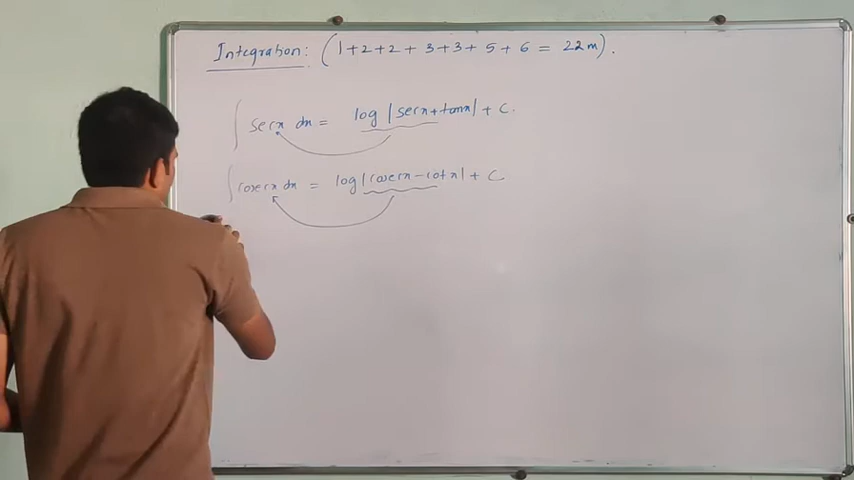 Integration: (1+2+2+3+3+5+6 = 22m).
∫ secx dx = log |secx+tanx| + c.
∫ cosecx dx = log |cosecx-cotx| + c